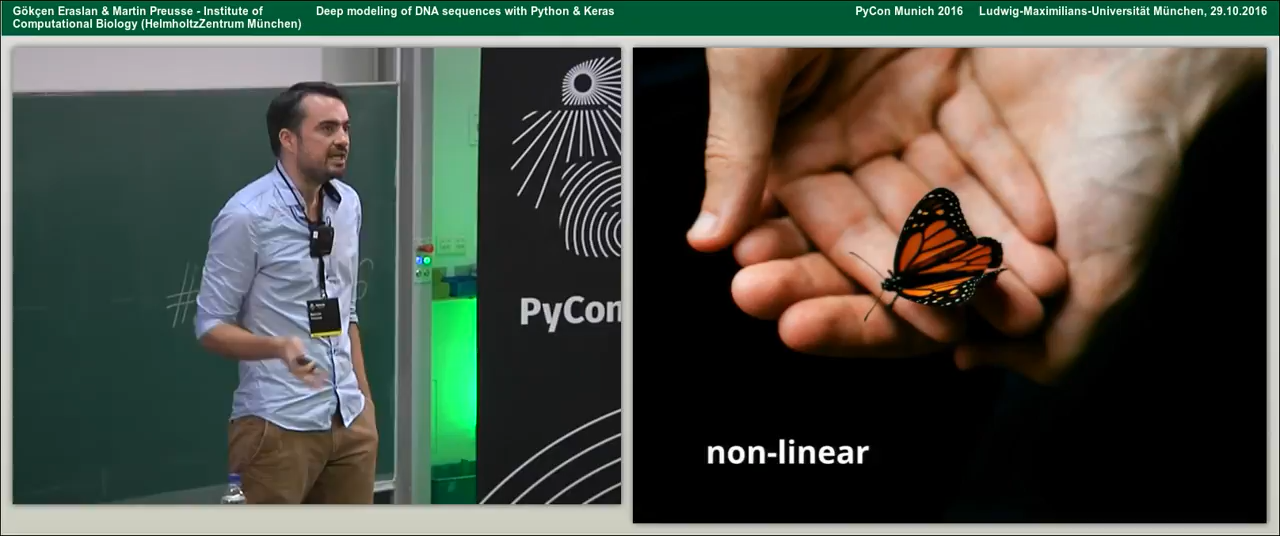 Gökçen Eraslan & Martin Preusse - Institute of
Computational Biology (HelmholtzZentrum München)
Deep modeling of DNA sequences with Python & Keras
PyCon Munich 2016 Ludwig-Maximilians-Universität München, 29.10.2016
#
6
PyCon
non-linear